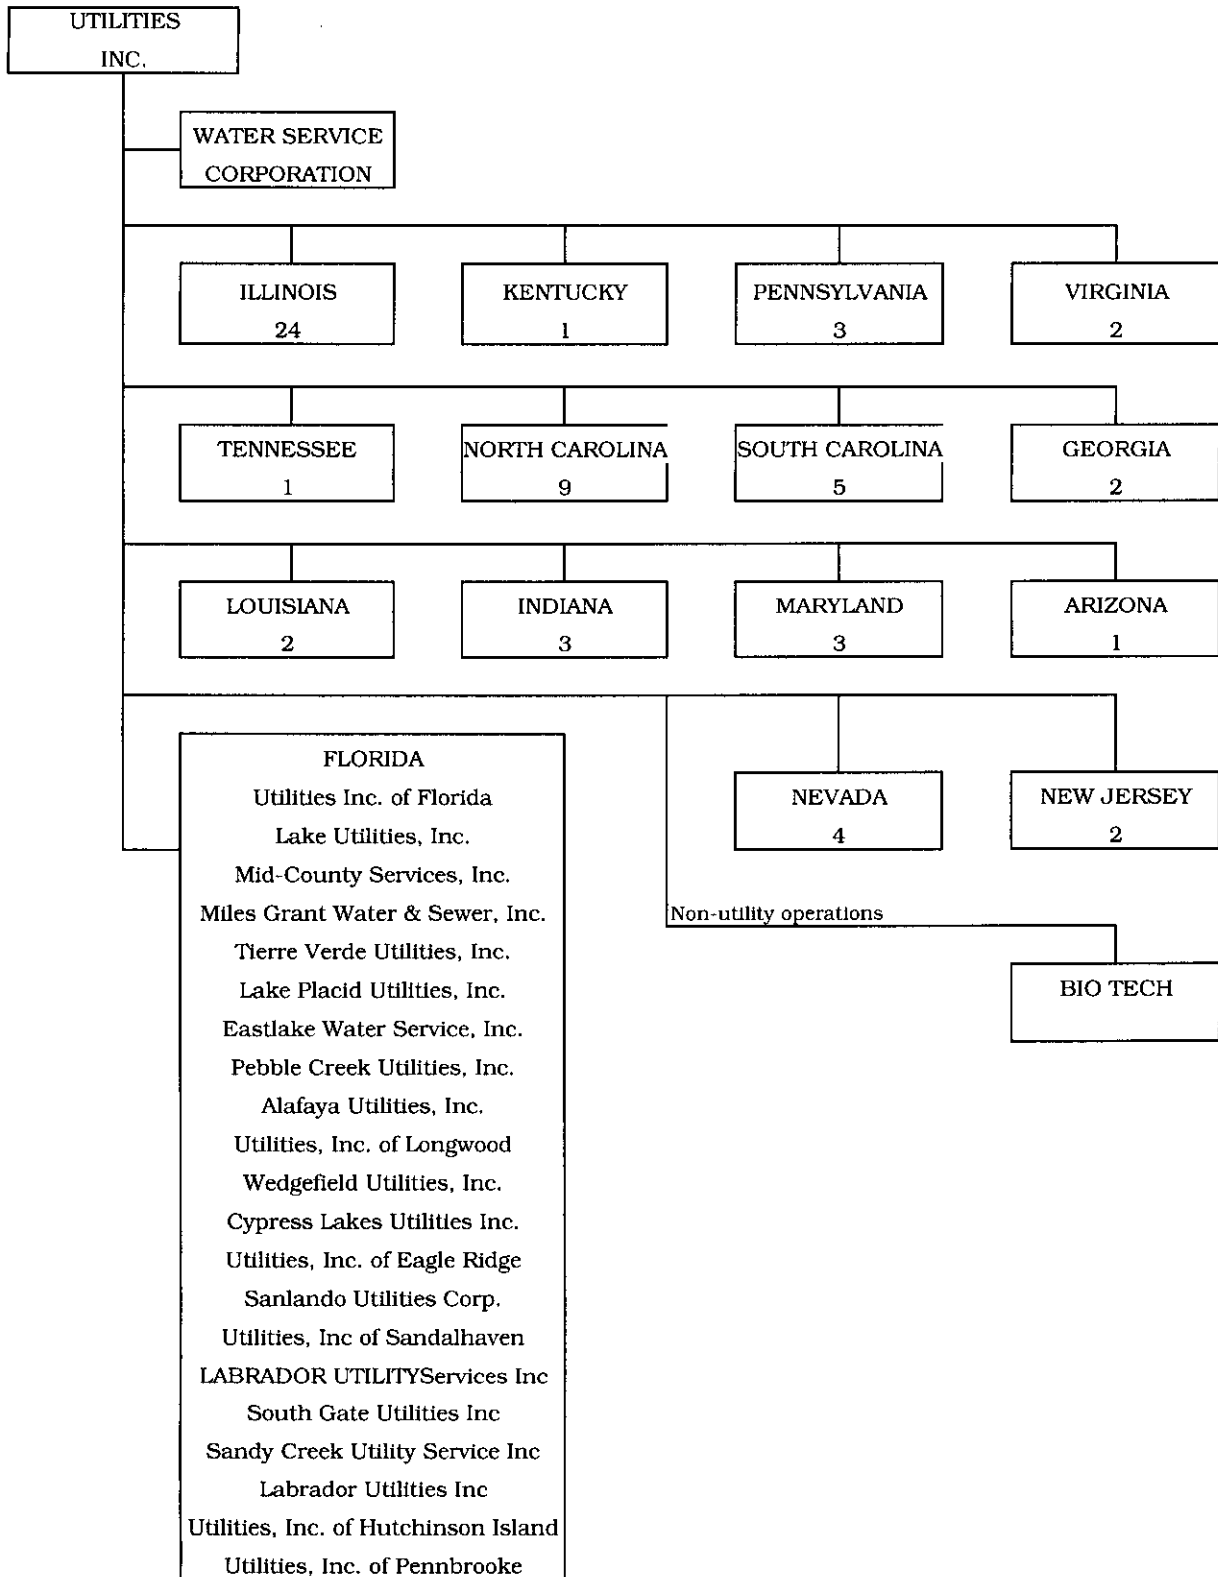 UTILITIES
INC.
WATER SERVICE
CORPORATION
ILLINOIS
24
KENTUCKY
1
PENNSYLVANIA
3
VIRGINIA
2
TENNESSEE
1
NORTH CAROLINA
9
SOUTH CAROLINA
5
GEORGIA
2
LOUISIANA
2
INDIANA
3
MARYLAND
3
ARIZONA
1
FLORIDA
Utilities Inc. of Florida
Lake Utilities, Inc.
Mid-County Services, Inc.
Miles Grant Water & Sewer, Inc.
Tierre Verde Utilities, Inc.
Lake Placid Utilities, Inc.
Eastlake Water Service, Inc.
Pebble Creek Utilities, Inc.
Alafaya Utilities, Inc.
Utilities, Inc. of Longwood
Wedgefield Utilities, Inc.
Cypress Lakes Utilities Inc.
Utilities, Inc. of Eagle Ridge
Sanlando Utilities Corp.
Utilities, Inc of Sandalhaven
LABRADOR UTILITYServices Inc
South Gate Utilities Inc
Sandy Creek Utility Service Inc
Labrador Utilities Inc
Utilities, Inc. of Hutchinson Island
Utilities, Inc. of Pennbrooke
NEVADA
4
NEW JERSEY
2
Non-utility operations
BIO TECH